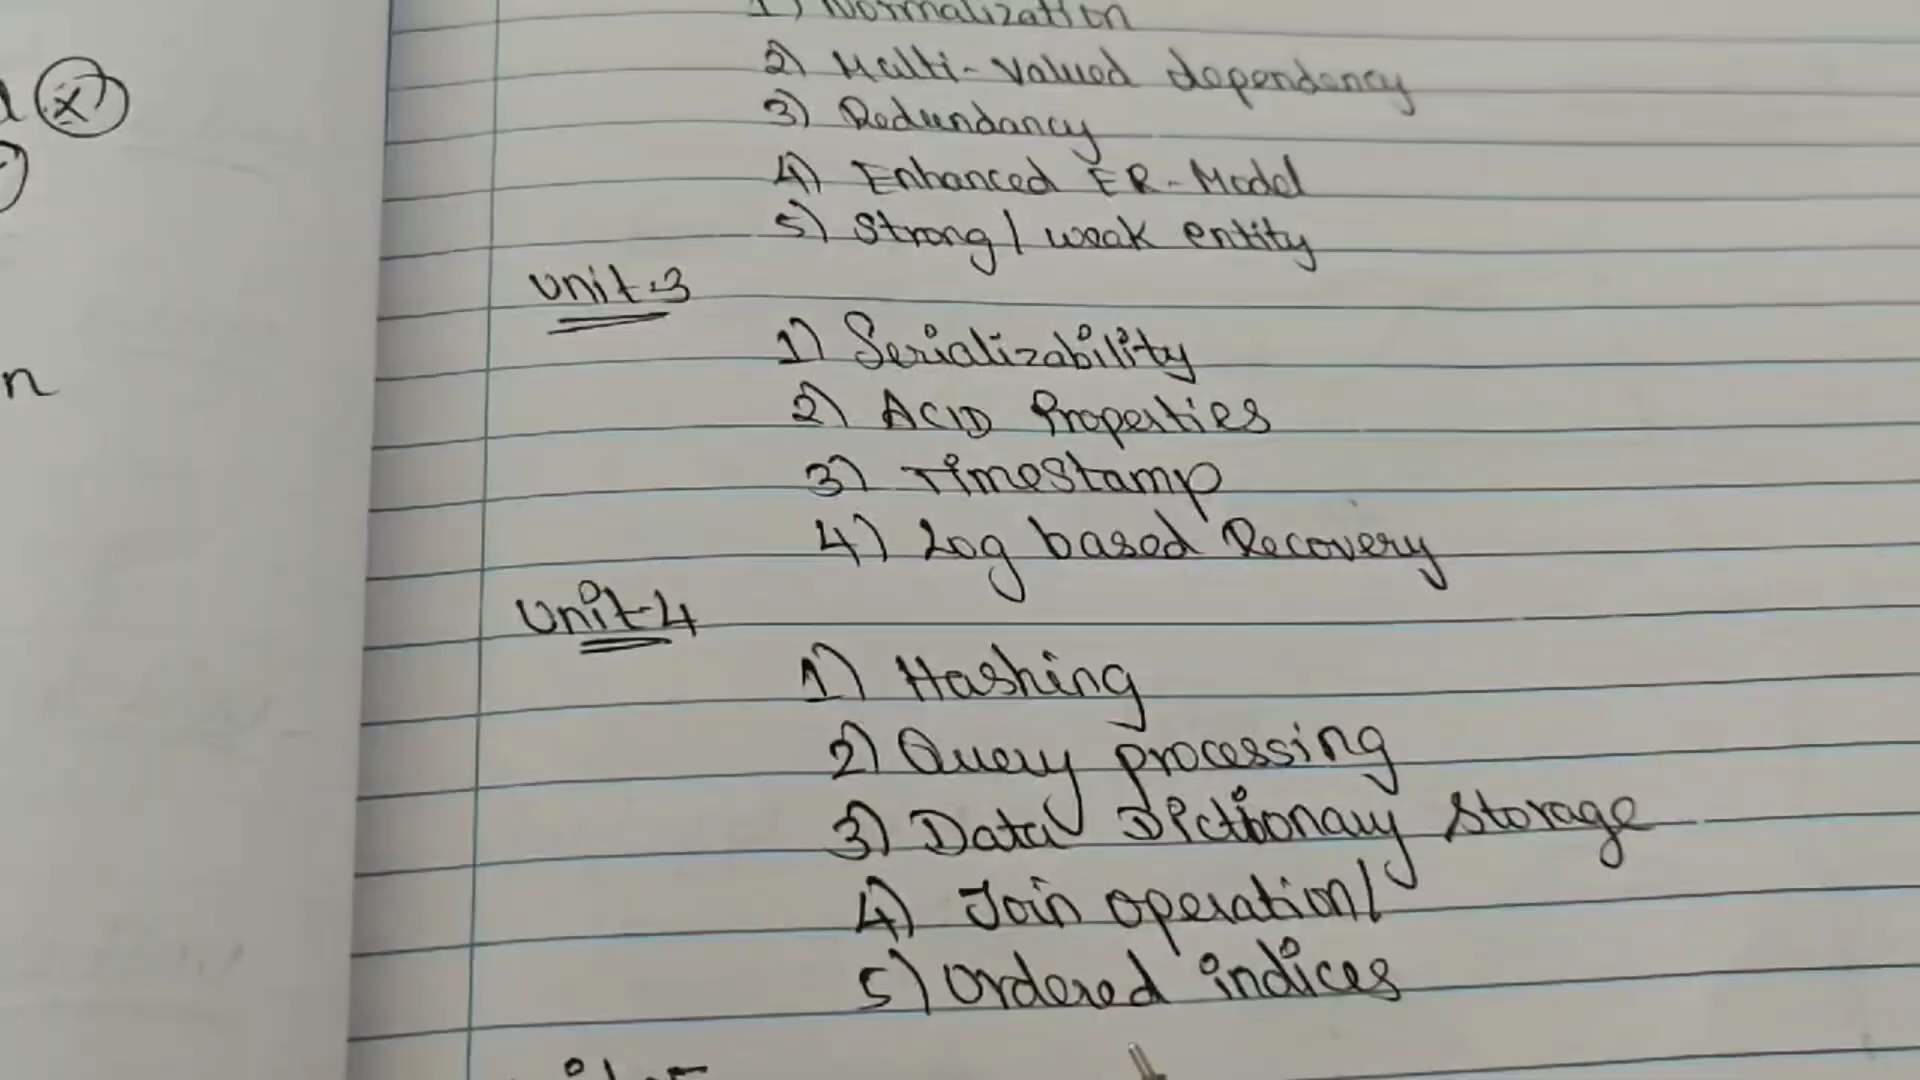 x
1) Normalization
2) Multi-valued dependency
3) Redundancy
4) Enhanced ER-Model
5) Strong/ weak entity
Unit-3
n
1) Serializability
2) ACID Properties
3) Timestamp
4) Log based Recovery
Unit-4
1) Hashing
2) Query processing
3) Data Dictionary Storage
4) Join operation/
5) Ordered indices